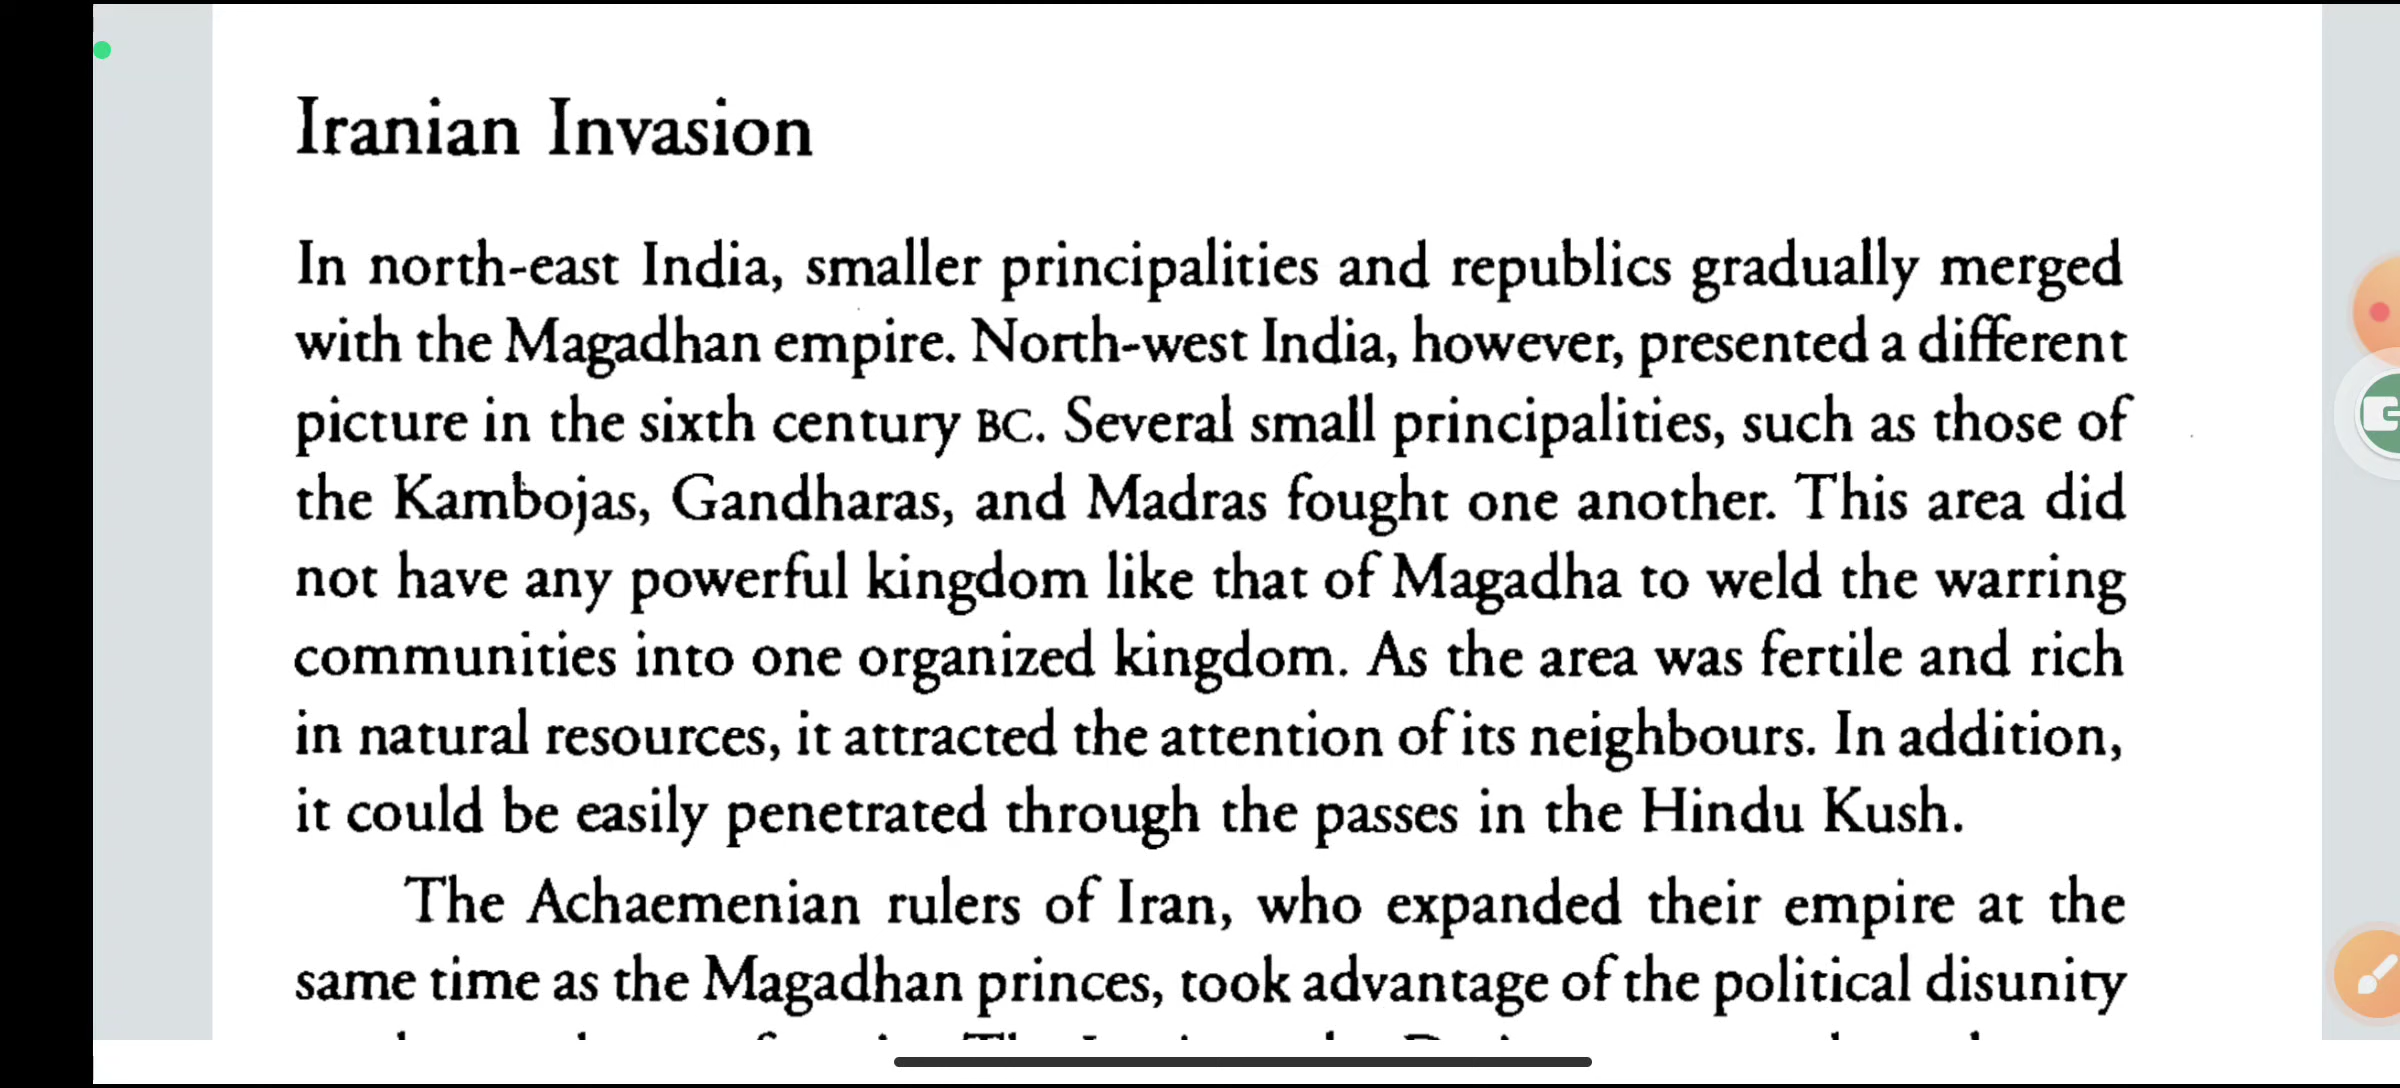 Iranian Invasion
In north-east India, smaller principalities and republics gradually merged
with the Magadhan empire. North-west India, however, presented a different
picture in the sixth century BC. Several small principalities, such as those of
the Kambojas, Gandharas, and Madras fought one another. This area did
not have any powerful kingdom like that of Magadha to weld the warring
communities into one organized kingdom. As the area was fertile and rich
in natural resources, it attracted the attention of its neighbours. In addition,
it could be easily penetrated through the passes in the Hindu Kush.
The Achaemenian rulers of Iran, who expanded their empire at the
same time as the Magadhan princes, took advantage of the political disunity